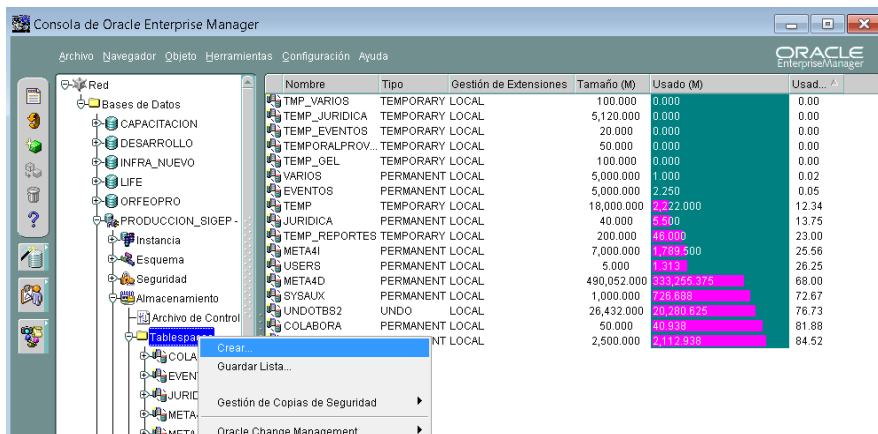 Consola de Oracle Enterprise Manager
Archivo Navegador Objeto Herramientas Configuración Ayuda
ORACLE
EnterpriseManager
Red
Bases de Datos
CAPACITACION
DESARROLLO
INFRA_NUEVO
LIFE
ORFEOPRO
PRODUCCION_SIGEP -
Instancia
Esquema
Seguridad
Almacenamiento
Archivo de Control
Tablespa
COLA
EVEN
JURID
META
META
Nombre Tipo Gestión de Extensiones Tamaño (M) Usado (M) Usad...
TMP_VARIOS TEMPORARY LOCAL 100.000 0.000 0.00
TEMP_JURIDICA TEMPORARY LOCAL 5,120.000 0.000 0.00
TEMP_EVENTOS TEMPORARY LOCAL 20.000 0.000 0.00
TEMPORALPROV... TEMPORARY LOCAL 50.000 0.000 0.00
TEMP_GEL TEMPORARY LOCAL 100.000 0.000 0.00
VARIOS PERMANENT LOCAL 5,000.000 1.000 0.02
EVENTOS PERMANENT LOCAL 5,000.000 2.250 0.05
TEMP TEMPORARY LOCAL 18,000.000 2,222.000 12.34
JURIDICA PERMANENT LOCAL 40.000 5.500 13.75
TEMP_REPORTES TEMPORARY LOCAL 200.000 46.000 23.00
META4I PERMANENT LOCAL 7,000.000 1,789.500 25.56
USERS PERMANENT LOCAL 5.000 1.313 26.25
META4D PERMANENT LOCAL 490,052.000 333,255.375 68.00
SYSAUX PERMANENT LOCAL 1,000.000 726.688 72.67
UNDOTBS2 UNDO LOCAL 26,432.000 20,280.625 76.73
COLABORA PERMANENT LOCAL 50.000 40.938 81.88
NT LOCAL 2,500.000 2,112.938 84.52
Crear...
Guardar Lista...
Gestión de Copias de Seguridad
Oracle Change Management